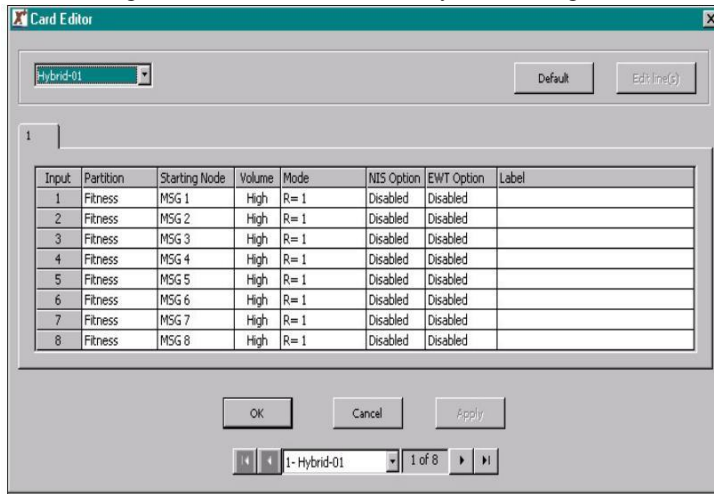 Card Editor
Hybrid-01
Default
Edit line(s)
1
Input Partition Starting Node Volume Mode NIS Option EWT Option Label
1 Fitness MSG 1 High R= 1 Disabled Disabled
2 Fitness MSG 2 High R= 1 Disabled Disabled
3 Fitness MSG 3 High R= 1 Disabled Disabled
4 Fitness MSG 4 High R= 1 Disabled Disabled
5 Fitness MSG 5 High R= 1 Disabled Disabled
6 Fitness MSG 6 High R= 1 Disabled Disabled
7 Fitness MSG 7 High R= 1 Disabled Disabled
8 Fitness MSG 8 High R= 1 Disabled Disabled
OK
Cancel
Apply
1- Hybrid-01
1 of 8